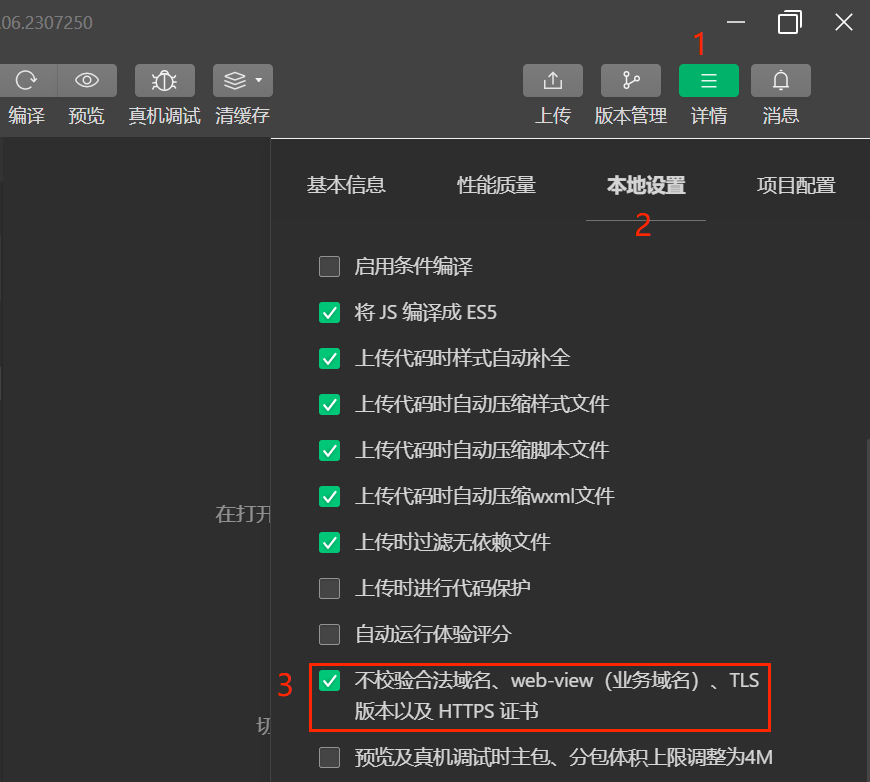 .06.2307250
1
编译
预览
真机调试
清缓存
上传
版本管理
详情
消息
基本信息
性能质量
本地设置
项目配置
2
启用条件编译
将 JS 编译成 ES5
上传代码时样式自动补全
上传代码时自动压缩样式文件
上传代码时自动压缩脚本文件
上传代码时自动压缩wxml文件
在打开
上传时过滤无依赖文件
上传时进行代码保护
自动运行体验评分
3
不校验合法域名、web-view（业务域名）、TLS
版本以及 HTTPS 证书
切
预览及真机调试时主包、分包体积上限调整为4M